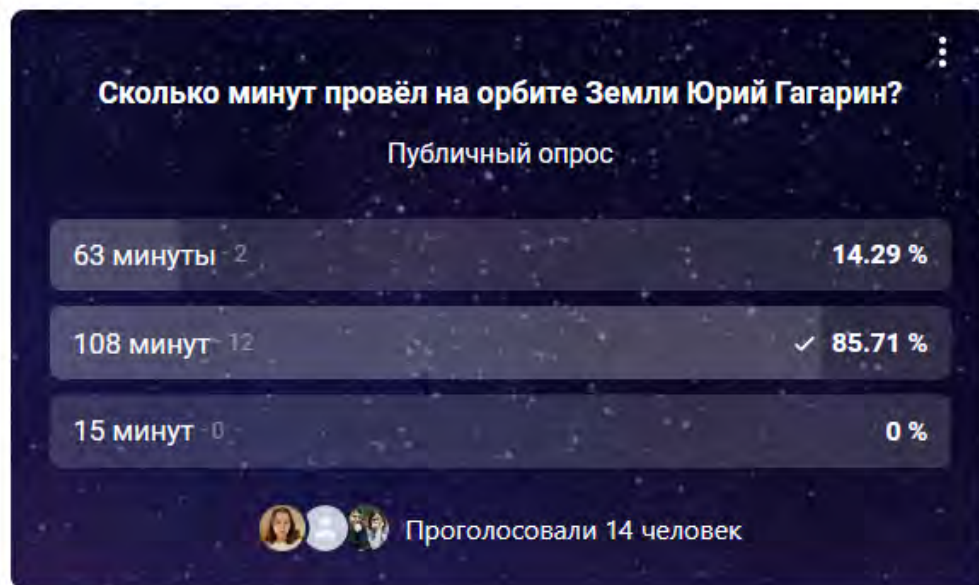 Сколько минут провёл на орбите Земли Юрий Гагарин?
Публичный опрос
63 минуты · 2 14.29 %
108 минут · 12 85.71 %
15 минут · 0 0 %
Проголосовали 14 человек